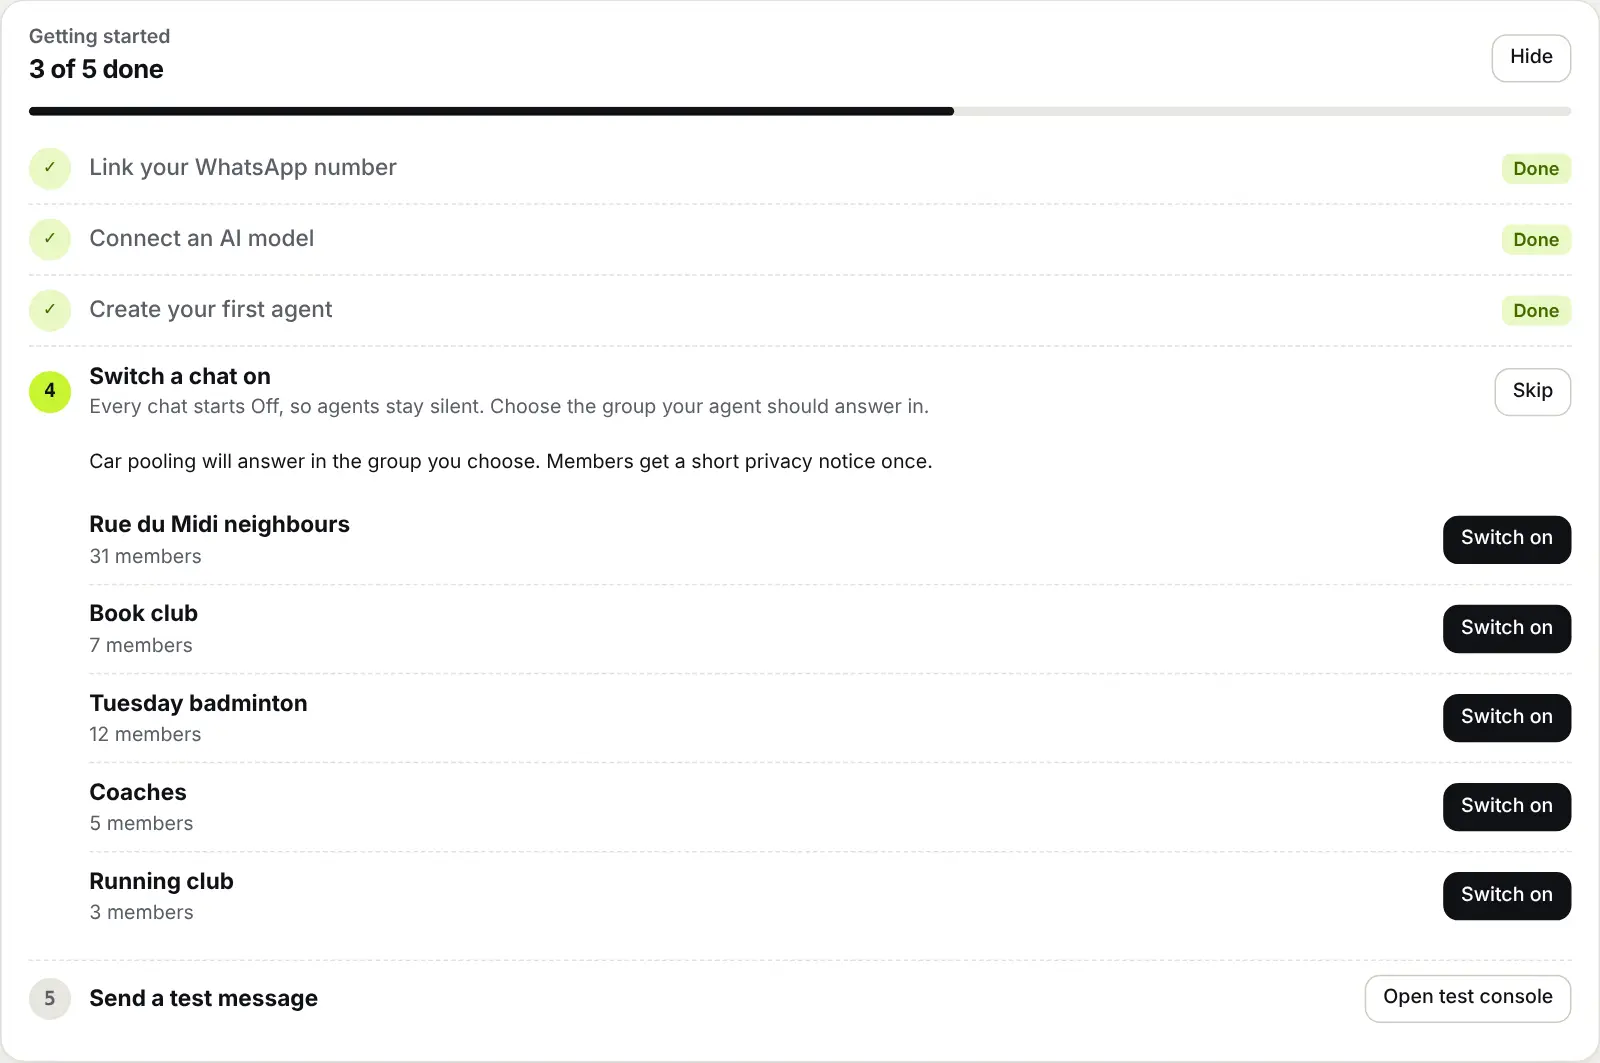 Getting started
3 of 5 done
Hide
✓ Link your WhatsApp number Done
✓ Connect an AI model Done
✓ Create your first agent Done
4 Switch a chat on
Every chat starts Off, so agents stay silent. Choose the group your agent should answer in.
Skip
Car pooling will answer in the group you choose. Members get a short privacy notice once.
Rue du Midi neighbours
31 members
Switch on
Book club
7 members
Switch on
Tuesday badminton
12 members
Switch on
Coaches
5 members
Switch on
Running club
3 members
Switch on
5 Send a test message Open test console